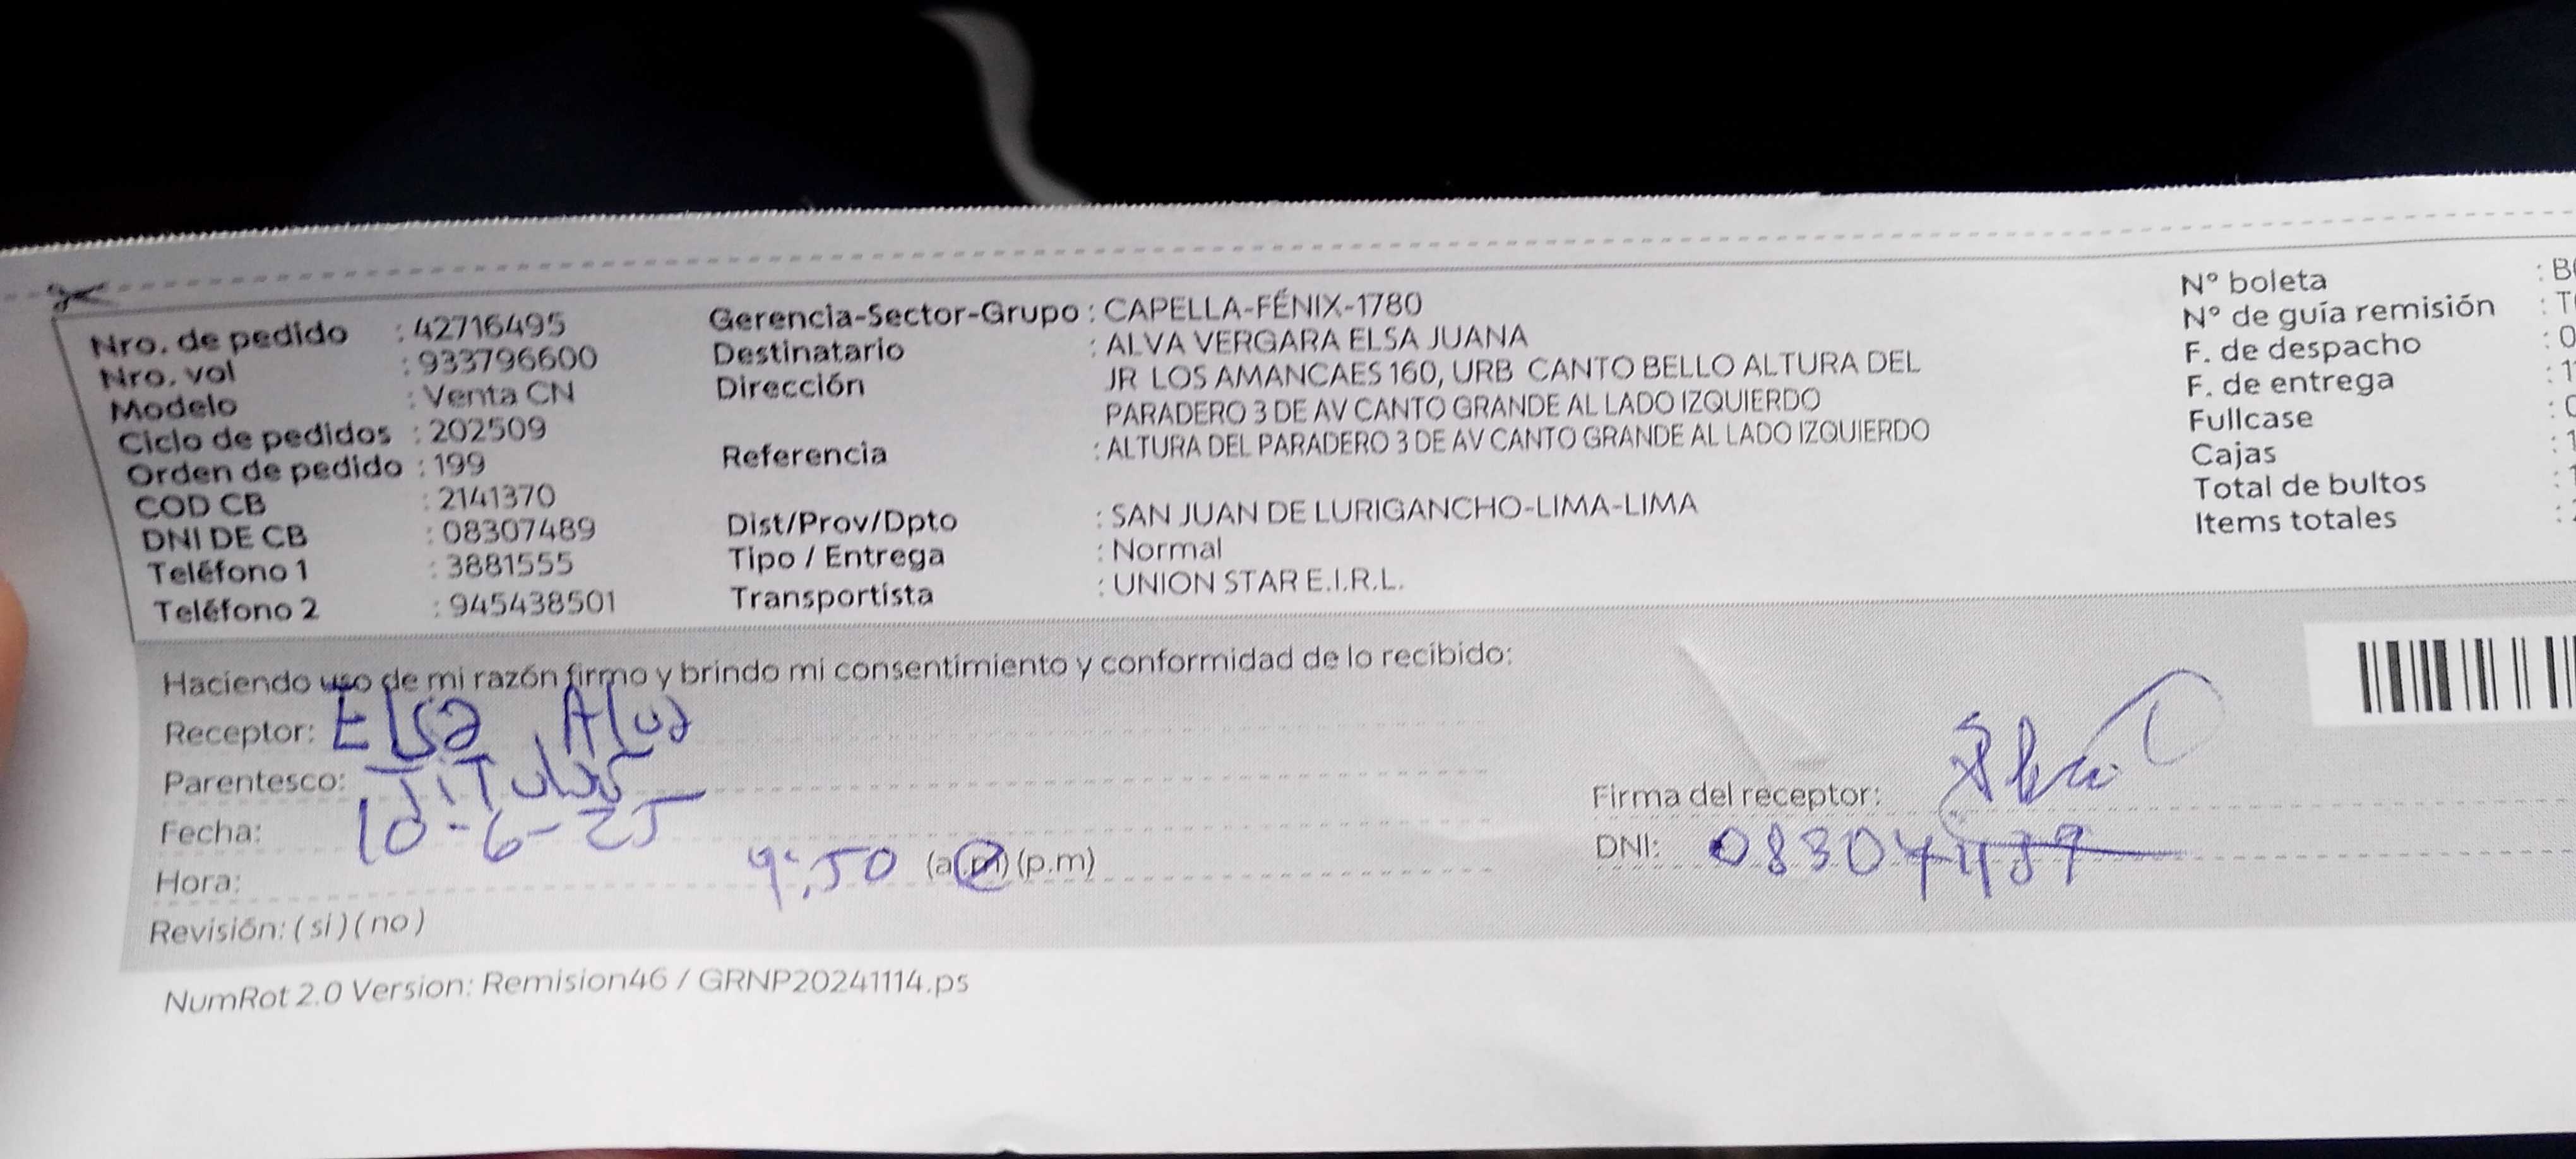 Nro. de pedido : 42716495
Nro. vol : 933796600
Modelo : Venta CN
Ciclo de pedidos : 202509
Orden de pedido : 199
COD CB : 2141370
DNI DE CB : 08307489
Teléfono 1 : 3881555
Teléfono 2 : 945438501
Gerencia-Sector-Grupo : CAPELLA-FÉNIX-1780
Destinatario : ALVA VERGARA ELSA JUANA
Dirección JR LOS AMANCAES 160, URB CANTO BELLO ALTURA DEL
PARADERO 3 DE AV CANTO GRANDE AL LADO IZQUIERDO
Referencia : ALTURA DEL PARADERO 3 DE AV CANTO GRANDE AL LADO IZQUIERDO
Dist/Prov/Dpto : SAN JUAN DE LURIGANCHO-LIMA-LIMA
Tipo / Entrega : Normal
Transportista : UNION STAR E.I.R.L.
N° boleta : B
N° de guía remisión : T
F. de despacho : 0
F. de entrega : 1
Fullcase : 0
Cajas : 1
Total de bultos : 1
Items totales :
Haciendo uso de mi razón firmo y brindo mi consentimiento y conformidad de lo recibido:
Receptor: Elsa Alva
Parentesco: TiTular
Fecha: 10-6-25
Hora: 9:50 (a.m) (p.m)
Revisión: (si) (no)
Firma del receptor: Alva
DNI: 08307489
NumRot 2.0 Version: Remision46 / GRNP20241114.ps